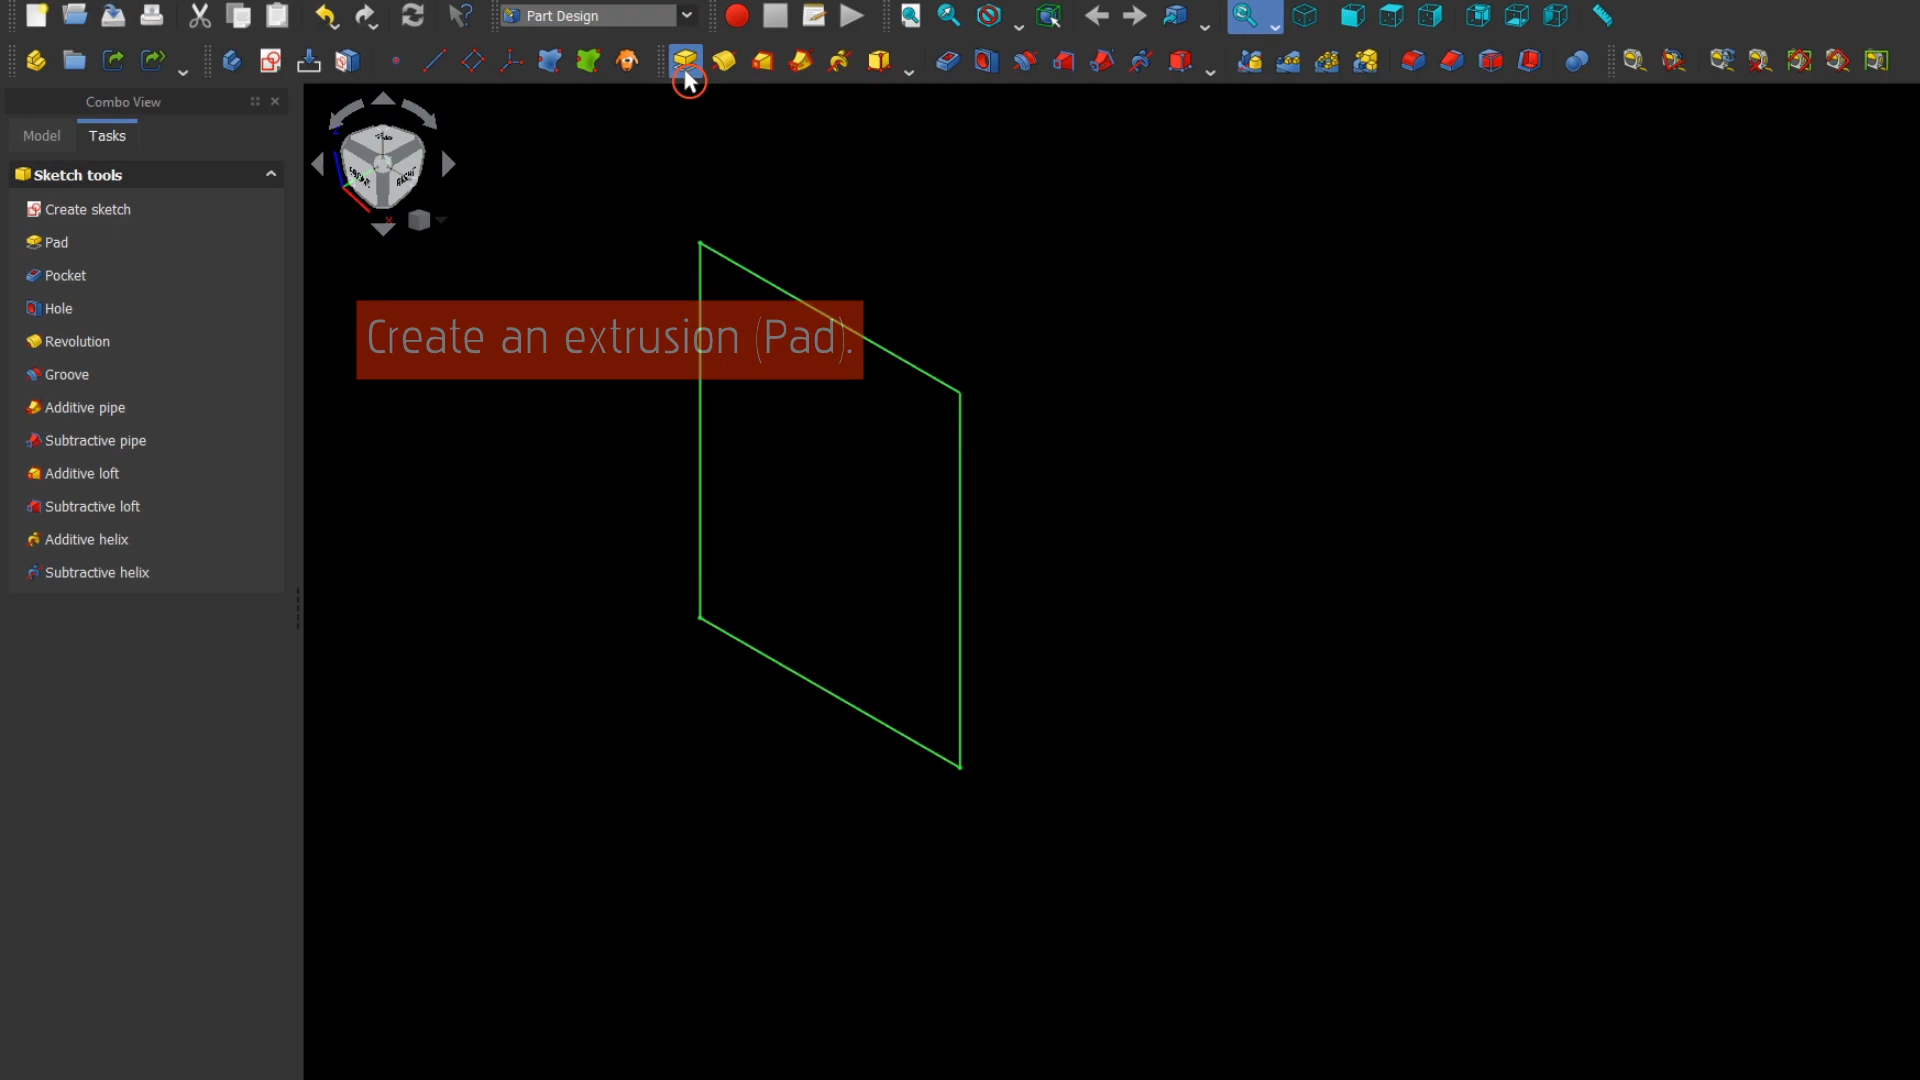 Part Design
Combo View
Model
Tasks
Sketch tools
Create sketch
Pad
Pocket
Hole
Revolution
Groove
Additive pipe
Subtractive pipe
Additive loft
Subtractive loft
Additive helix
Subtractive helix
X
Create an extrusion (Pad).